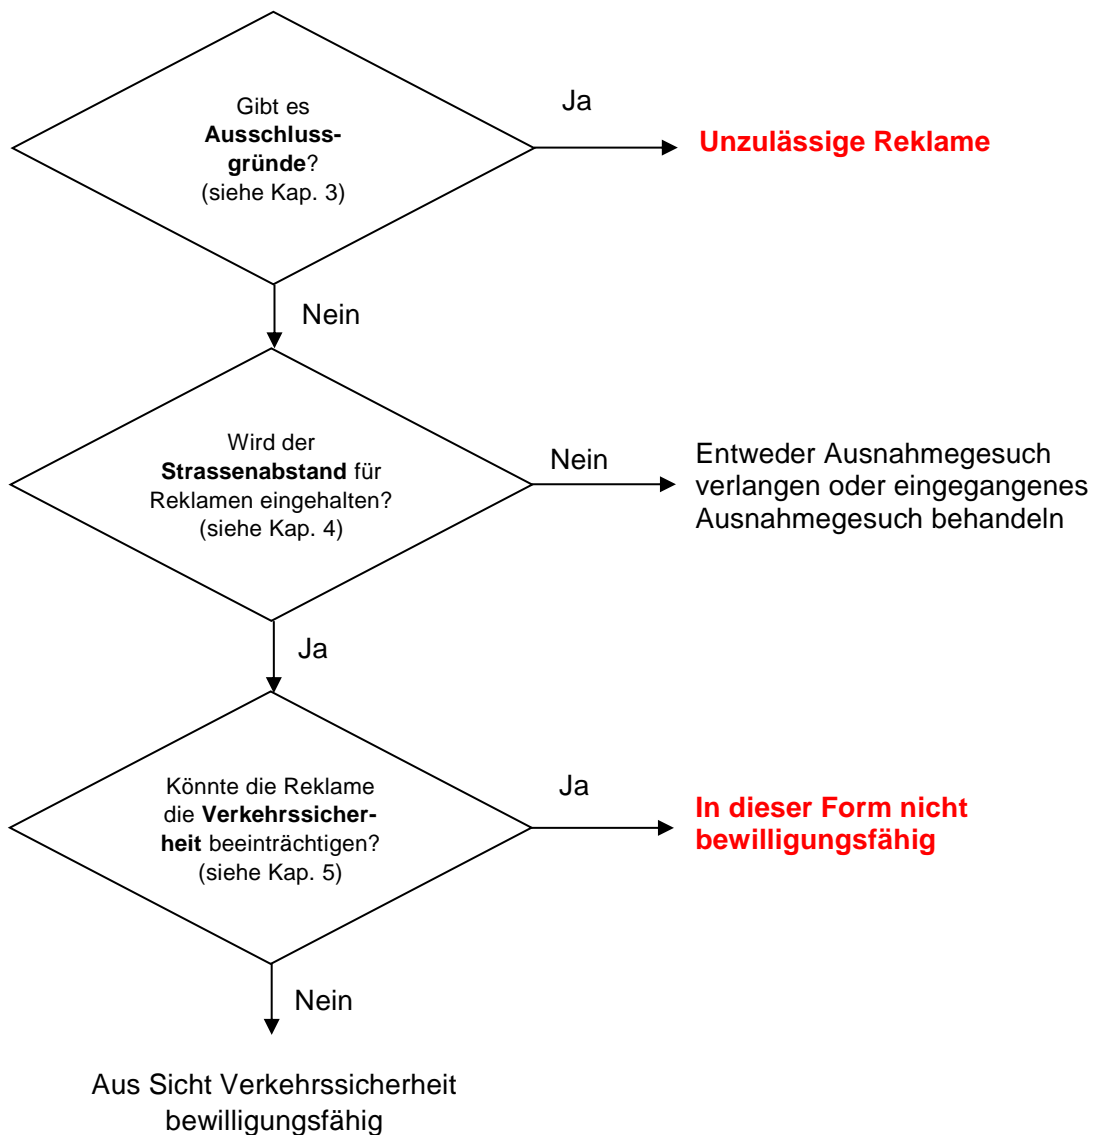 Gibt es
Ausschluss-
gründe?
(siehe Kap. 3)
Ja
Unzulässige Reklame
Nein
Wird der
Strassenabstand für
Reklamen eingehalten?
(siehe Kap. 4)
Nein
Entweder Ausnahmegesuch
verlangen oder eingegangenes
Ausnahmegesuch behandeln
Ja
Könnte die Reklame
die Verkehrssicher-
heit beeinträchtigen?
(siehe Kap. 5)
Ja
In dieser Form nicht
bewilligungsfähig
Nein
Aus Sicht Verkehrssicherheit
bewilligungsfähig